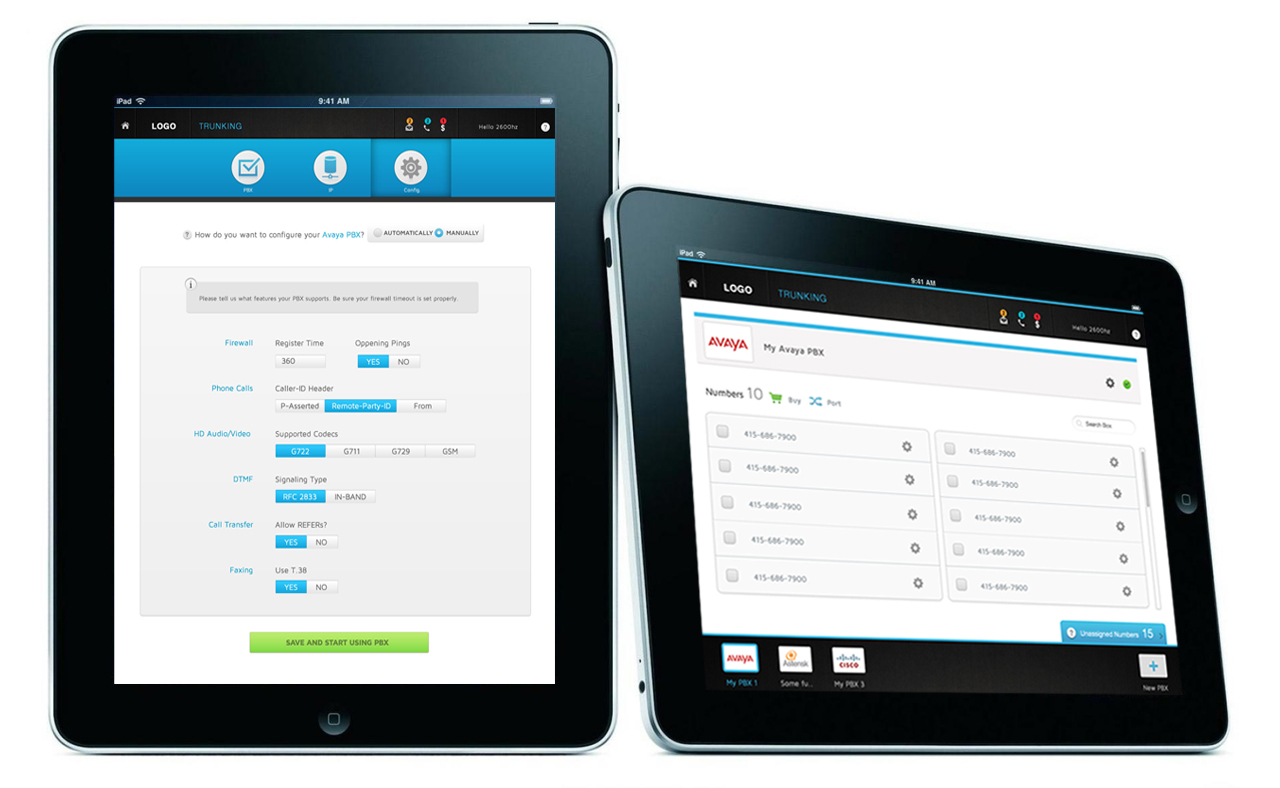 iPad 9:41 AM
LOGO TRUNKING 2 2 1 $ Hello 2600hz ?
PBX IP Config
? How do you want to configure your Avaya PBX? AUTOMATICALLY MANUALLY
i
Please tell us what features your PBX supports. Be sure your firewall timeout is set properly.
Firewall Register Time Oppening Pings
360 YES NO
Phone Calls Caller-ID Header
P-Asserted Remote-Party-ID From
HD Audio/Video Supported Codecs
G722 G711 G729 GSM
DTMF Signaling Type
RFC 2833 IN-BAND
Call Transfer Allow REFERs?
YES NO
Faxing Use T.38
YES NO
SAVE AND START USING PBX
iPad 9:41 AM
LOGO TRUNKING $ Hello 2600hz ?
AVAYA My Avaya PBX
Numbers 10 Buy Port
Search Box
415-686-7900 415-686-7900
415-686-7900 415-686-7900
415-686-7900 415-686-7900
415-686-7900 415-686-7900
415-686-7900 415-686-7900
? Unassigned Numbers 15 >
AVAYA Asterisk CISCO +
My PBX 1 Some fu... My PBX 3 New PBX